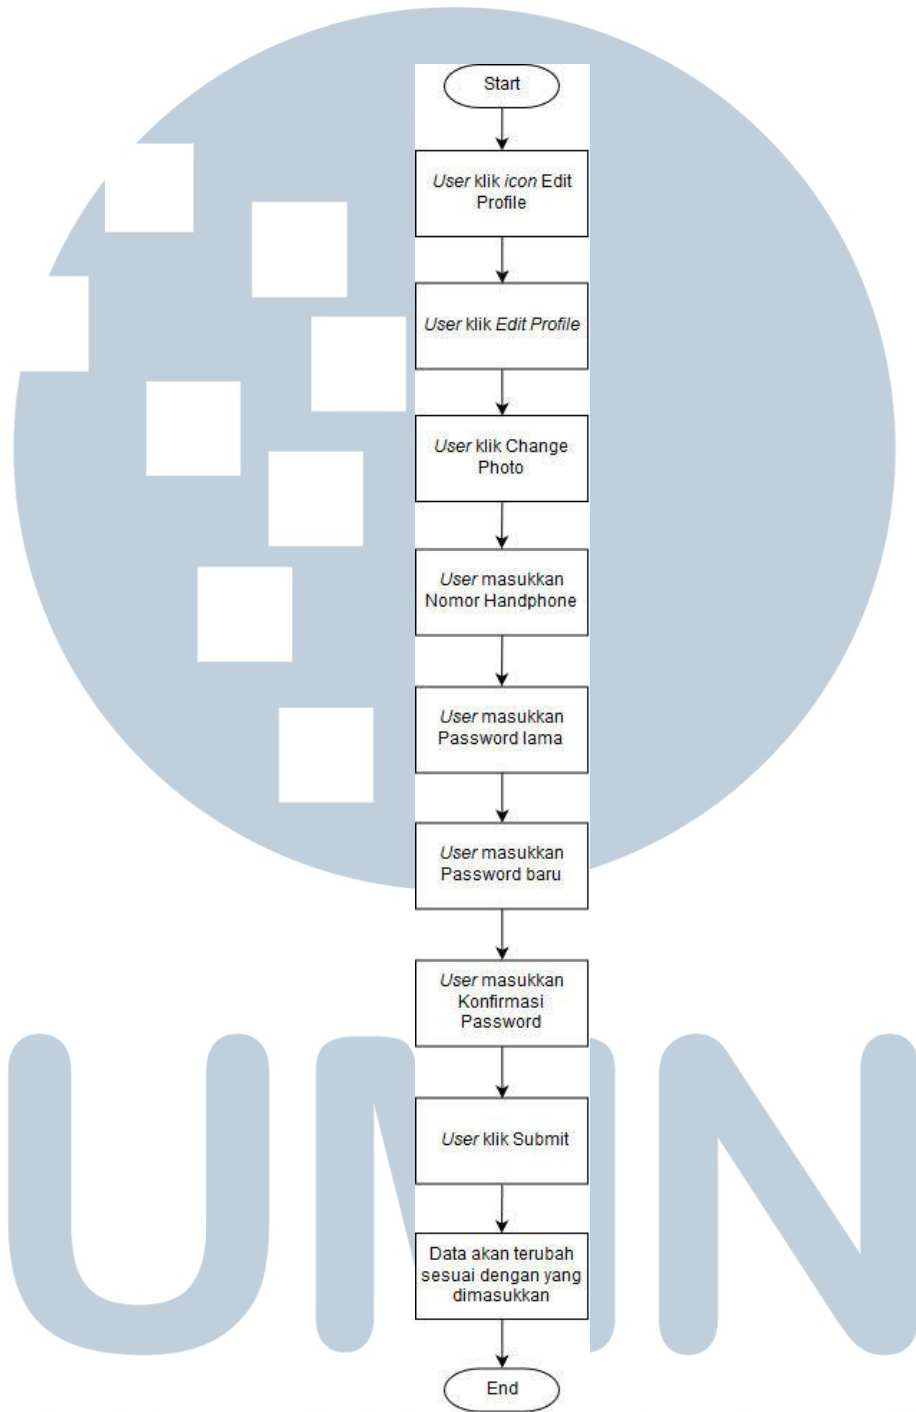 Start
User klik icon Edit
Profile
User klik Edit Profile
User klik Change
Photo
User masukkan
Nomor Handphone
User masukkan
Password lama
User masukkan
Password baru
User masukkan
Konfirmasi
Password
User klik Submit
Data akan terubah
sesuai dengan yang
dimasukkan
End
UMN